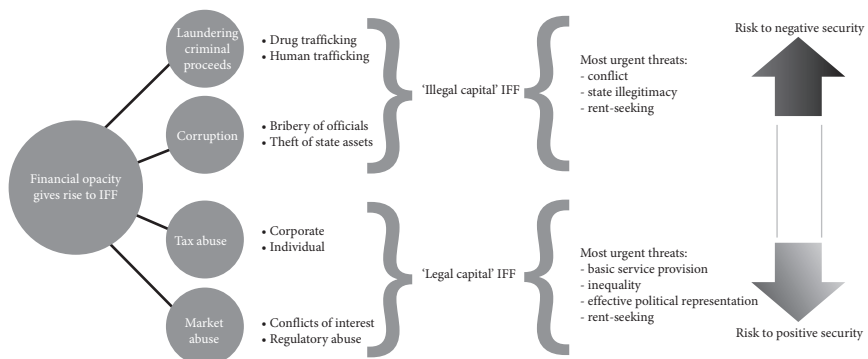 Financial opacity
gives rise to IFF
Laundering
criminal
proceeds
• Drug trafficking
• Human trafficking
Corruption
• Bribery of officials
• Theft of state assets
‘Illegal capital’ IFF
Most urgent threats:
- conflict
- state illegitimacy
- rent-seeking
Risk to negative security
Tax abuse
• Corporate
• Individual
Market
abuse
• Conflicts of interest
• Regulatory abuse
‘Legal capital’ IFF
Most urgent threats:
- basic service provision
- inequality
- effective political representation
- rent-seeking
Risk to positive security